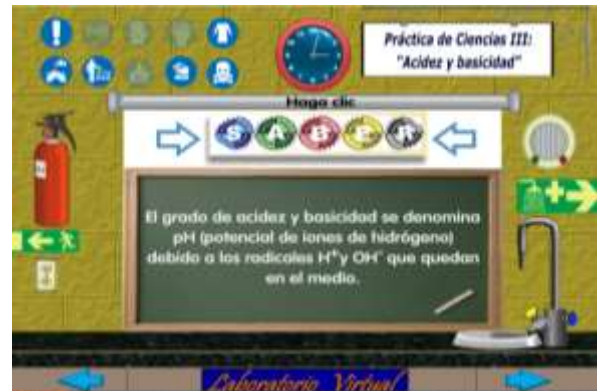 Práctica de Ciencias III:
"Acidez y basicidad"
Haga clic
S A B E R
El grado de acidez y basicidad se denomina
pH (potencial de iones de hidrógeno)
debido a los radicales H⁺ y OH⁻ que quedan
en el medio.
Laboratorio Virtual